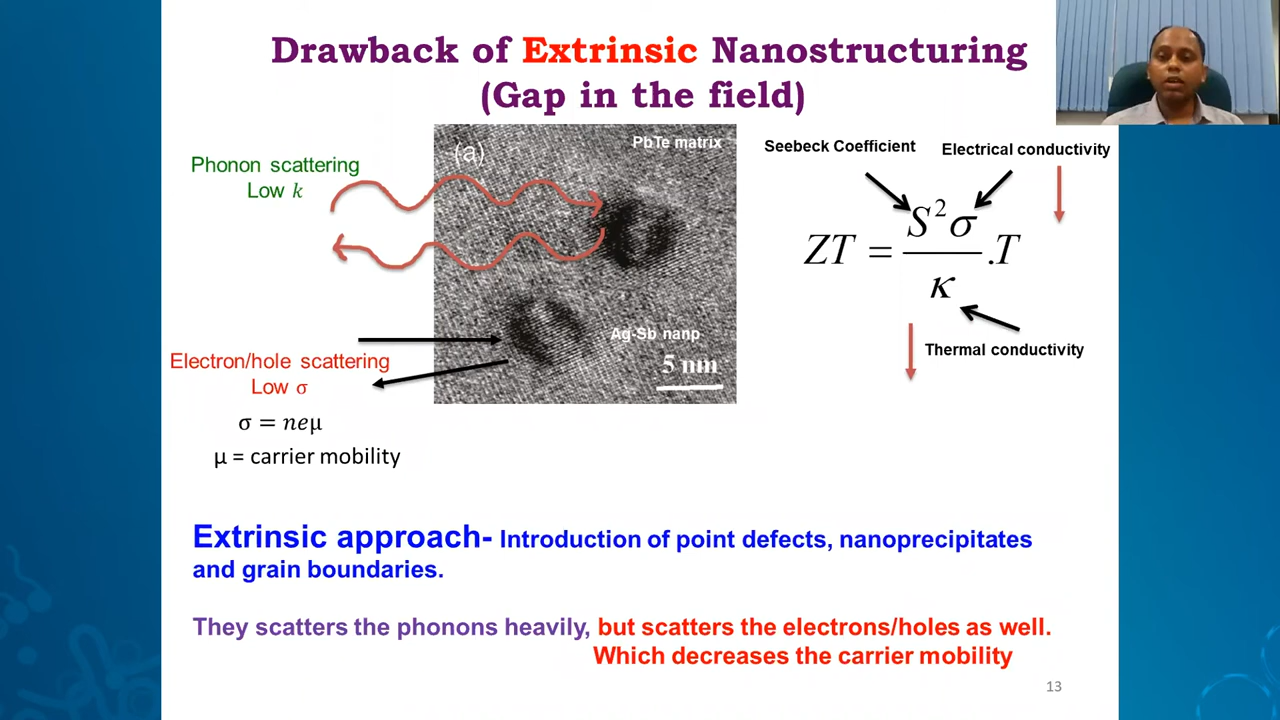 Drawback of Extrinsic Nanostructuring
(Gap in the field)
Phonon scattering
Low k
(a)
PbTe matrix
Ag-Sb nanp
5 nm
Electron/hole scattering
Low σ
σ = neμ
μ = carrier mobility
Seebeck Coefficient
Electrical conductivity
ZT = S²σ / κ .T
Thermal conductivity
Extrinsic approach- Introduction of point defects, nanoprecipitates
and grain boundaries.
They scatters the phonons heavily, but scatters the electrons/holes as well.
Which decreases the carrier mobility
13